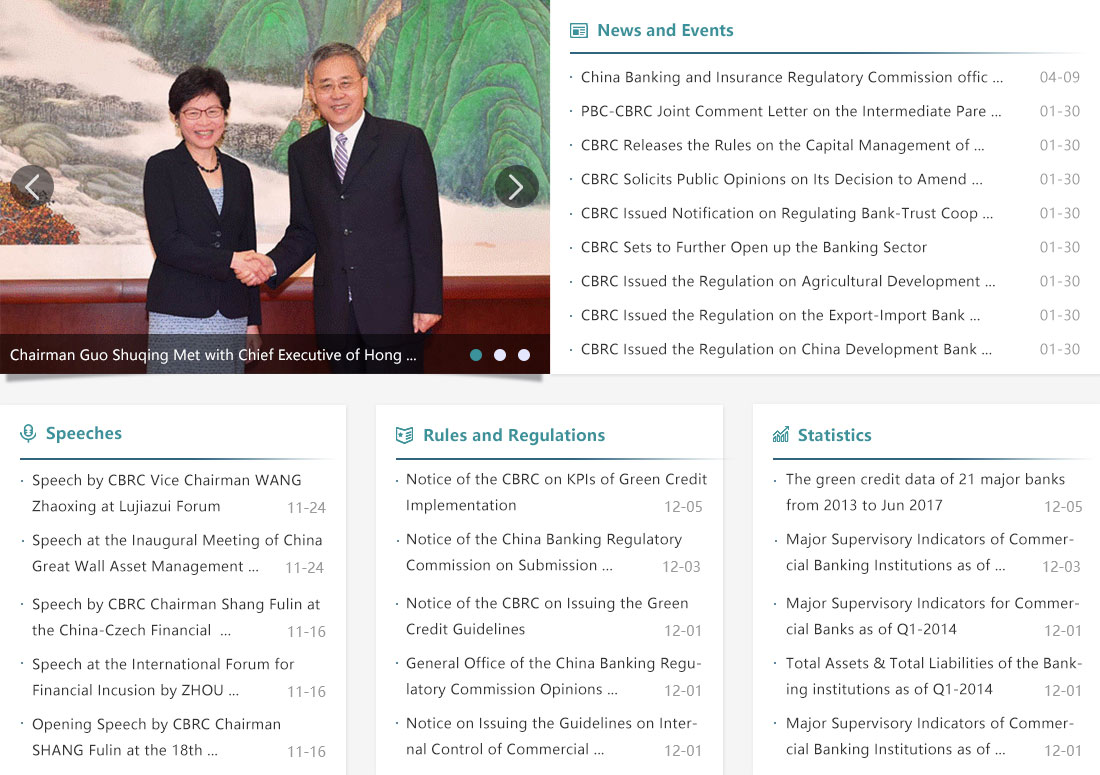 Chairman Guo Shuqing Met with Chief Executive of Hong ...
News and Events
· China Banking and Insurance Regulatory Commission offic ... 04-09
· PBC-CBRC Joint Comment Letter on the Intermediate Pare ... 01-30
· CBRC Releases the Rules on the Capital Management of ... 01-30
· CBRC Solicits Public Opinions on Its Decision to Amend ... 01-30
· CBRC Issued Notification on Regulating Bank-Trust Coop ... 01-30
· CBRC Sets to Further Open up the Banking Sector 01-30
· CBRC Issued the Regulation on Agricultural Development ... 01-30
· CBRC Issued the Regulation on the Export-Import Bank ... 01-30
· CBRC Issued the Regulation on China Development Bank ... 01-30
Speeches
· Speech by CBRC Vice Chairman WANG
Zhaoxing at Lujiazui Forum 11-24
· Speech at the Inaugural Meeting of China
Great Wall Asset Management ... 11-24
· Speech by CBRC Chairman Shang Fulin at
the China-Czech Financial ... 11-16
· Speech at the International Forum for
Financial Incusion by ZHOU ... 11-16
· Opening Speech by CBRC Chairman
SHANG Fulin at the 18th ... 11-16
Rules and Regulations
· Notice of the CBRC on KPIs of Green Credit
Implementation 12-05
· Notice of the China Banking Regulatory
Commission on Submission ... 12-03
· Notice of the CBRC on Issuing the Green
Credit Guidelines 12-01
· General Office of the China Banking Regu-
latory Commission Opinions ... 12-01
· Notice on Issuing the Guidelines on Inter-
nal Control of Commercial ... 12-01
Statistics
· The green credit data of 21 major banks
from 2013 to Jun 2017 12-05
· Major Supervisory Indicators of Commer-
cial Banking Institutions as of ... 12-03
· Major Supervisory Indicators for Commer-
cial Banks as of Q1-2014 12-01
· Total Assets & Total Liabilities of the Bank-
ing institutions as of Q1-2014 12-01
· Major Supervisory Indicators of Commer-
cial Banking Institutions as of ... 12-01